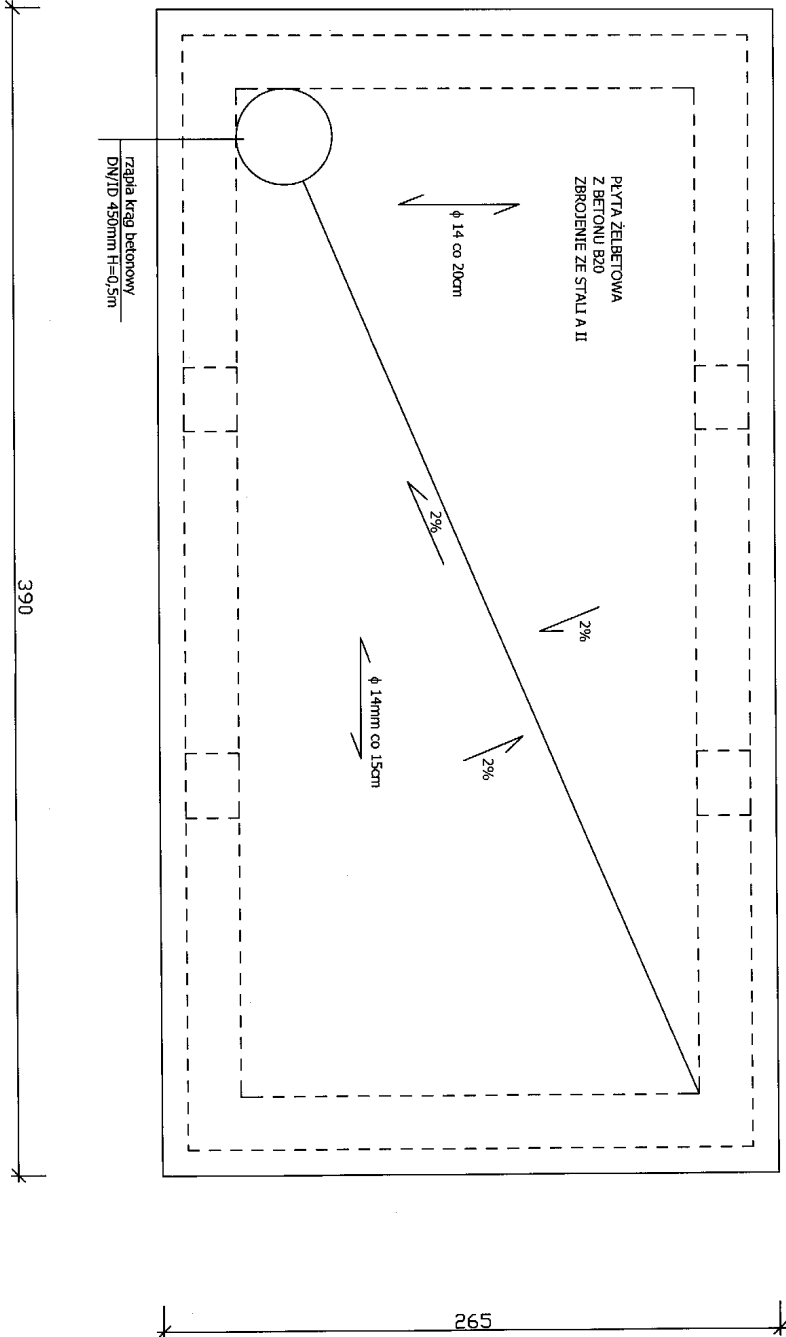 PŁYTA ŻELBETOWA
Z BETONU B20
ZBROJENIE ZE STALI A II
ϕ 14 co 20cm
rząpia krąg betonowy
DN/ID 450mm H=0,5m
2%
2%
2%
ϕ 14mm co 15cm
390
265